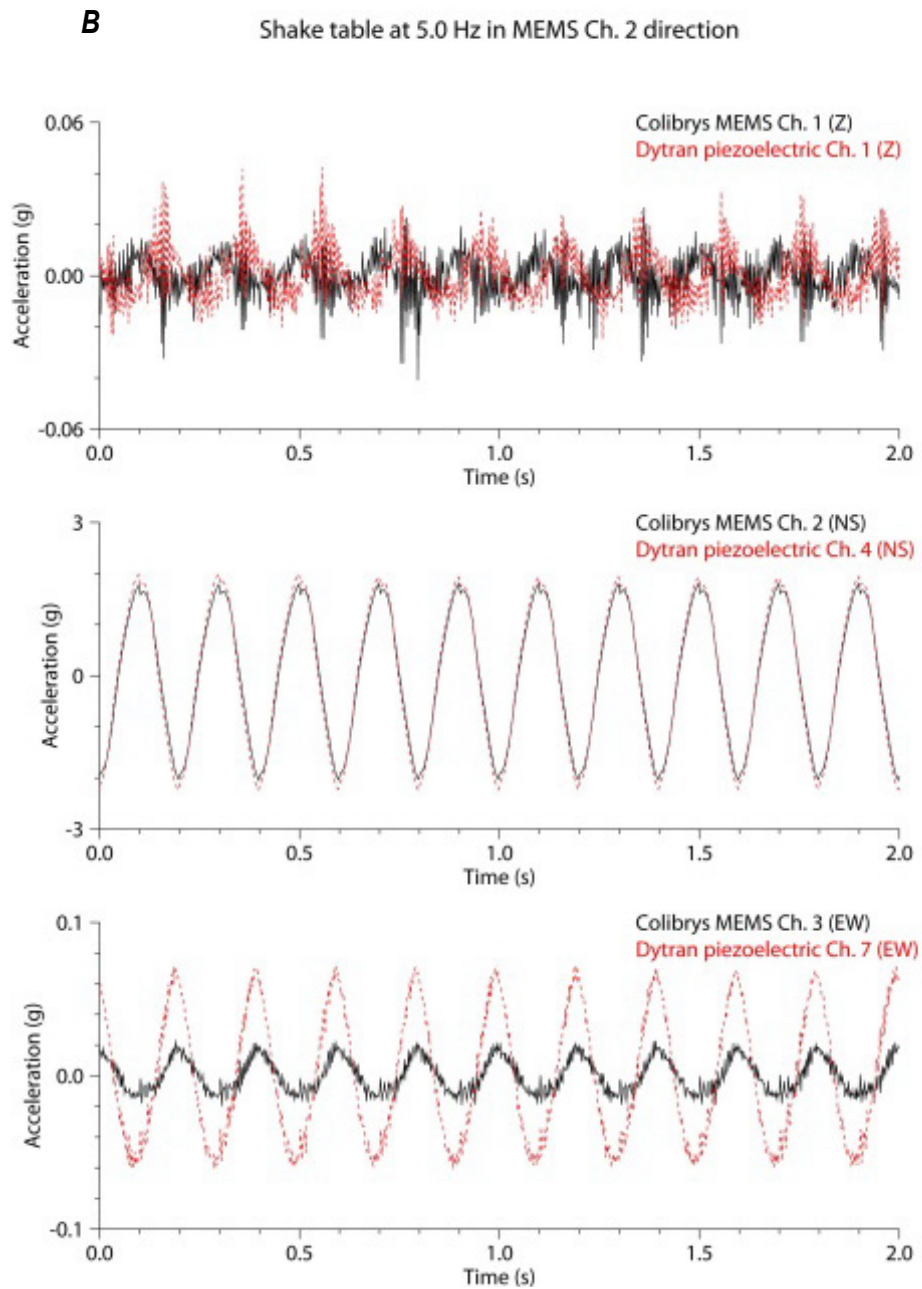 B
Shake table at 5.0 Hz in MEMS Ch. 2 direction
Colibrys MEMS Ch. 1 (Z)
Dytran piezoelectric Ch. 1 (Z)
0.06
0.00
-0.06
Acceleration (g)
0.0 0.5 1.0 1.5 2.0
Time (s)
Colibrys MEMS Ch. 2 (NS)
Dytran piezoelectric Ch. 4 (NS)
3
0
-3
Acceleration (g)
0.0 0.5 1.0 1.5 2.0
Time (s)
Colibrys MEMS Ch. 3 (EW)
Dytran piezoelectric Ch. 7 (EW)
0.1
0.0
-0.1
Acceleration (g)
0.0 0.5 1.0 1.5 2.0
Time (s)